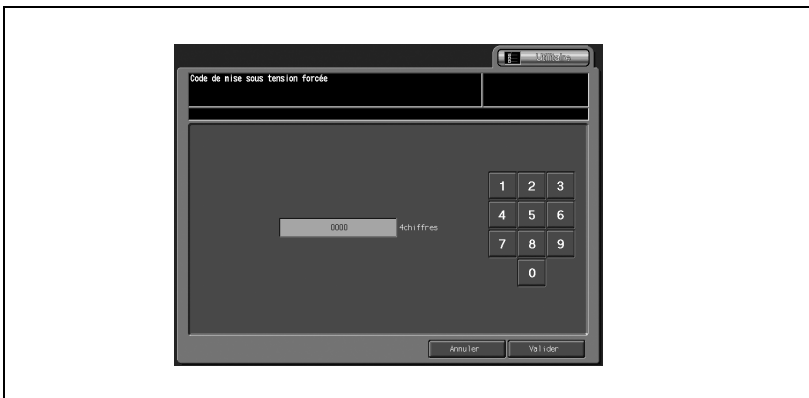 Utilitaire
Code de mise sous tension forcée
1 2 3
4 5 6
0000 4chiffres
7 8 9
0
Annuler Valider